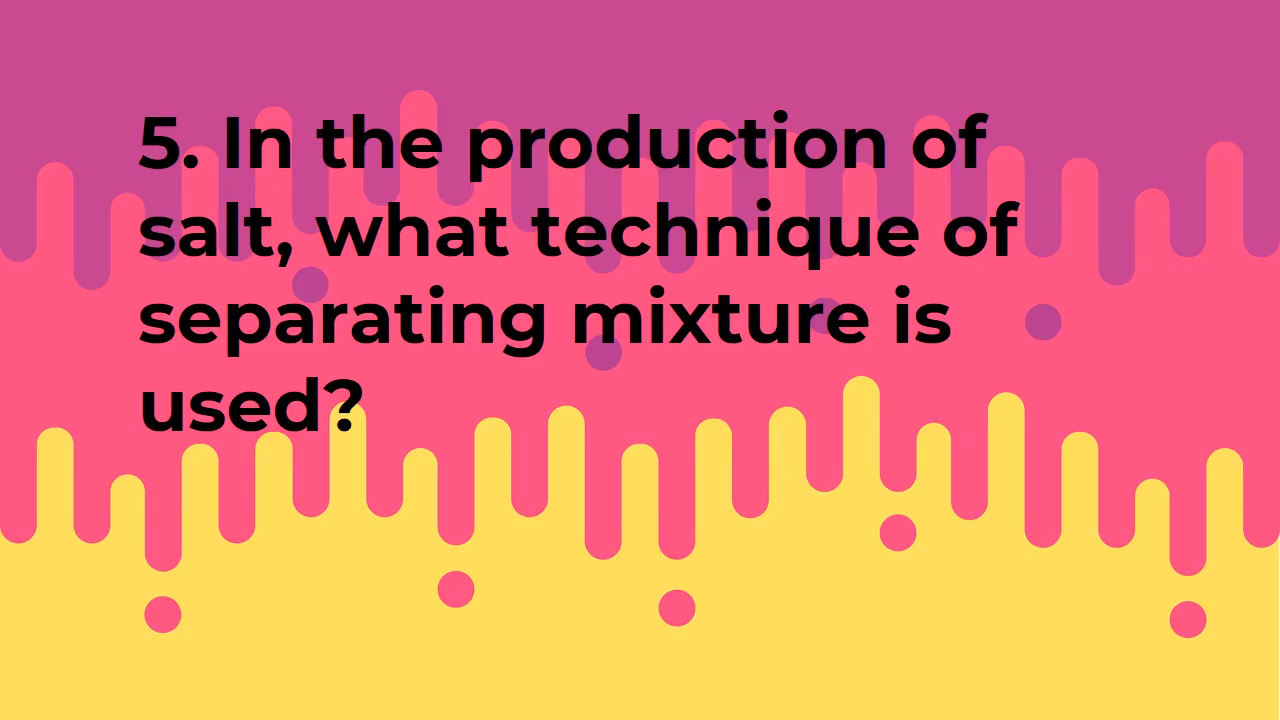 5. In the production of
salt, what technique of
separating mixture is
used?